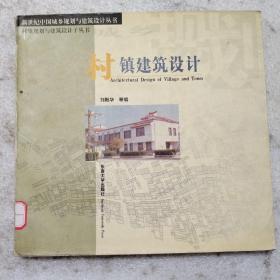 新世纪中国城乡规划与建筑设计丛书
村镇规划与建筑设计子丛书
村镇建筑设计
Architectural Design of Village and Town
编
东南大学出版社